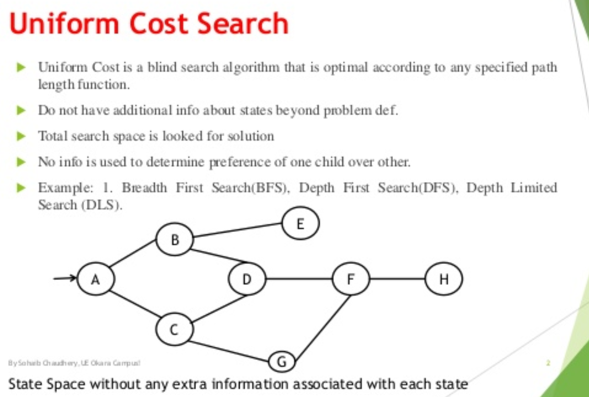 Uniform Cost Search
Uniform Cost is a blind search algorithm that is optimal according to any specified path
length function.
Do not have additional info about states beyond problem def.
Total search space is looked for solution
No info is used to determine preference of one child over other.
Example: 1. Breadth First Search(BFS), Depth First Search(DFS), Depth Limited
Search (DLS).
E
B
A
D
F
H
C
G
By Sohaib Chaudhery, UE Okara Campus!
2
State Space without any extra information associated with each state